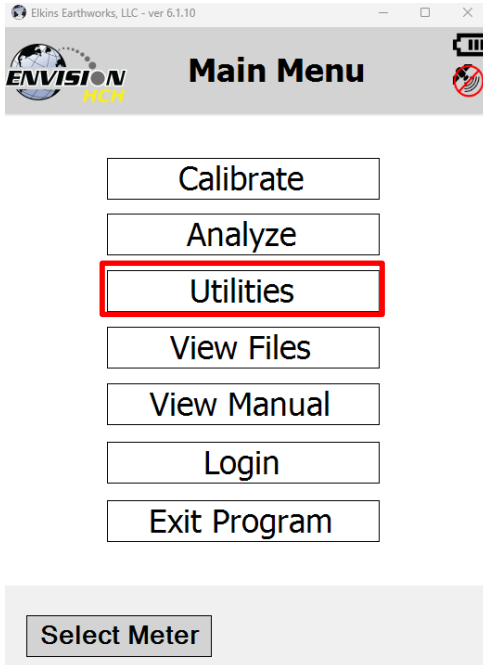 Elkins Earthworks, LLC - ver 6.1.10
ENVISION
HCH
Main Menu
Calibrate
Analyze
Utilities
View Files
View Manual
Login
Exit Program
Select Meter